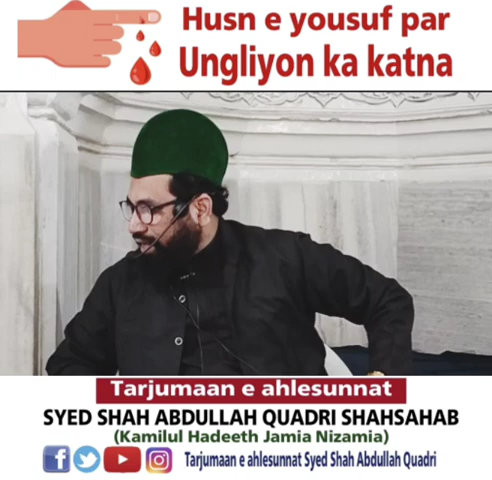 Husn e yousuf par
Ungliyon ka katna
Tarjumaan e ahlesunnat
SYED SHAH ABDULLAH QUADRI SHAHSAHAB
(Kamilul Hadeeth Jamia Nizamia)
Tarjumaan e ahlesunnat Syed Shah Abdullah Quadri